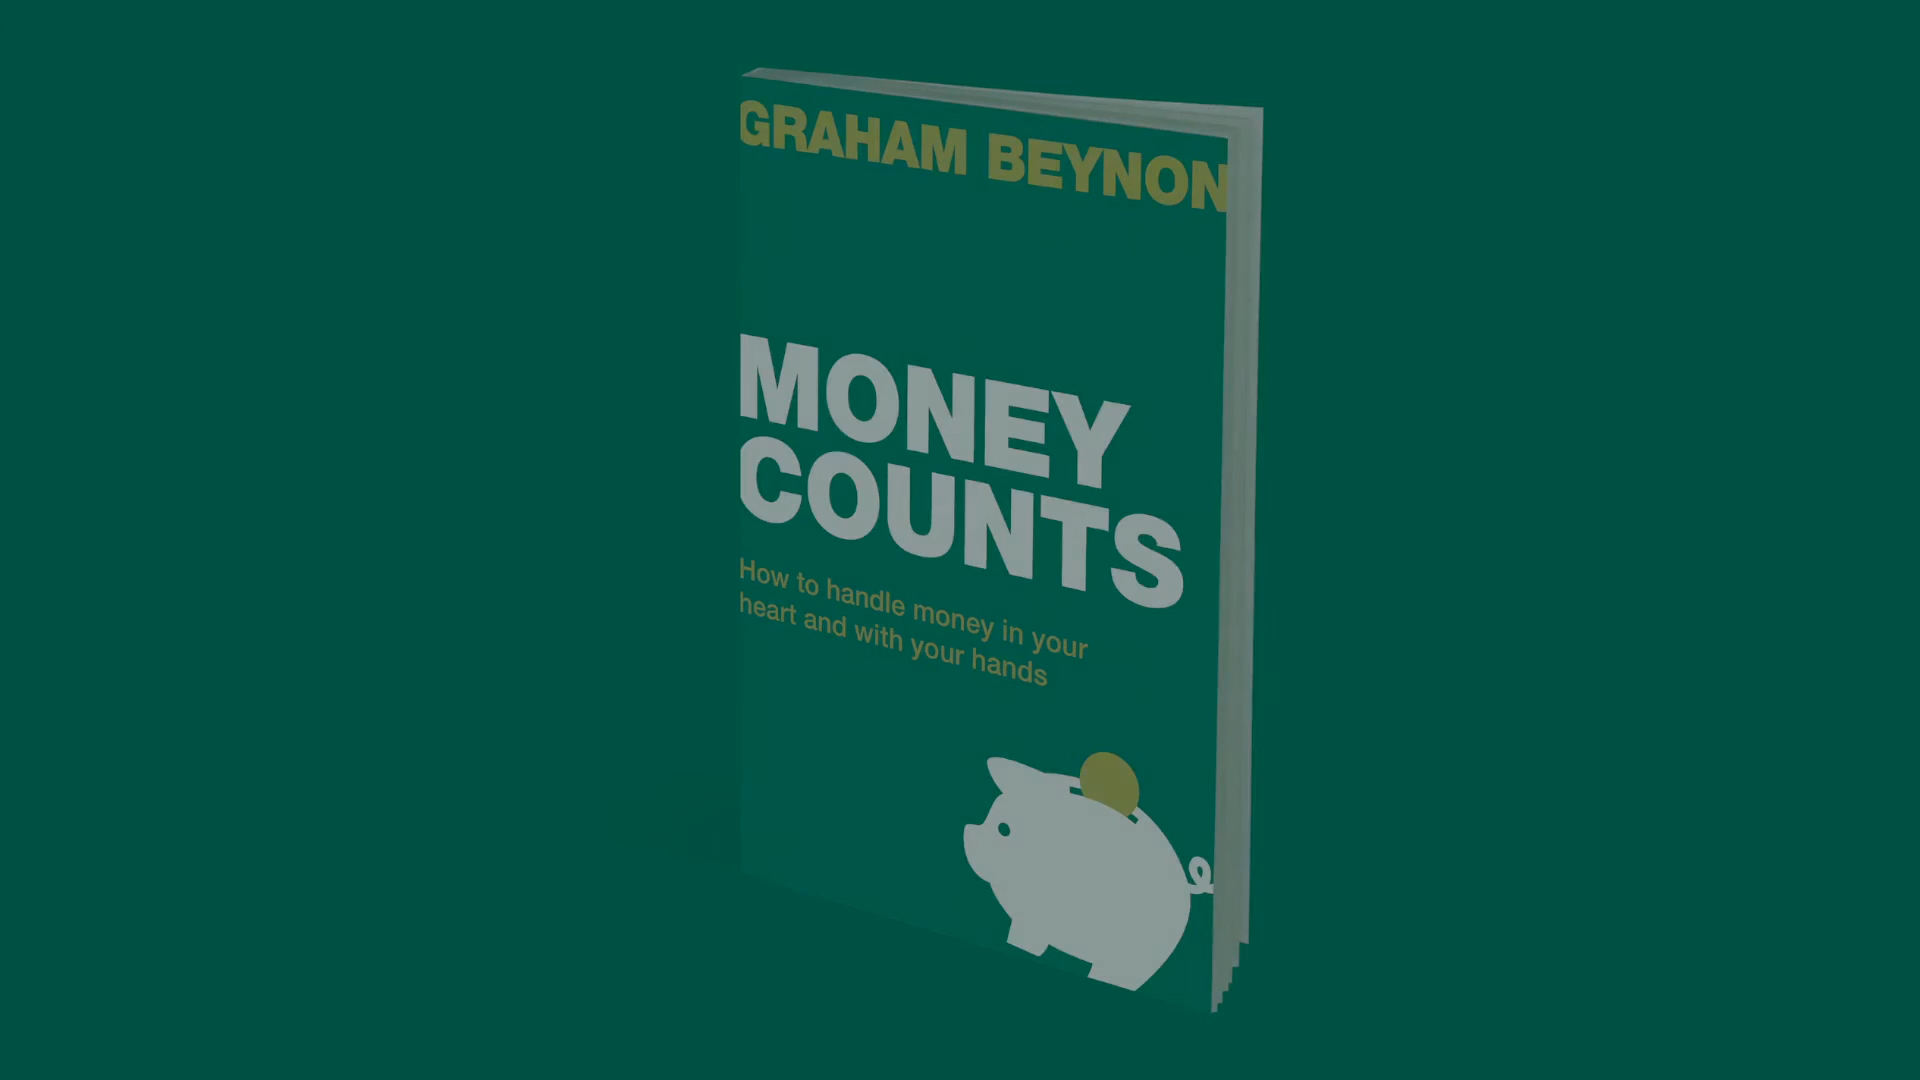 GRAHAM BEYNON
MONEY
COUNTS
How to handle money in your
heart and with your hands